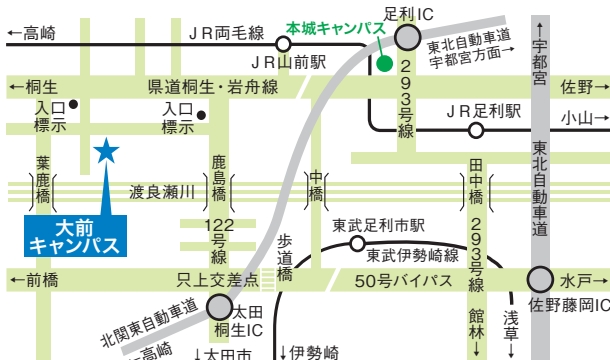 ←高崎
JR両毛線
本城キャンパス
足利IC
東北自動車道
宇都宮方面→
↑宇都宮
JR山前駅
←桐生
県道桐生・岩舟線
293号線
佐野→
入口
標示
入口
標示
JR足利駅
小山→
葉鹿橋
渡良瀬川
鹿島橋
中橋
田中橋
東北自動車道
大前
キャンパス
122号線
歩道橋
東武足利市駅
東武伊勢崎線
293号線
←前橋
只上交差点
50号バイパス
水戸→
北関東自動車道
太田
桐生IC
佐野藤岡IC
館林→
浅草→
高崎
↓太田市
↓伊勢崎